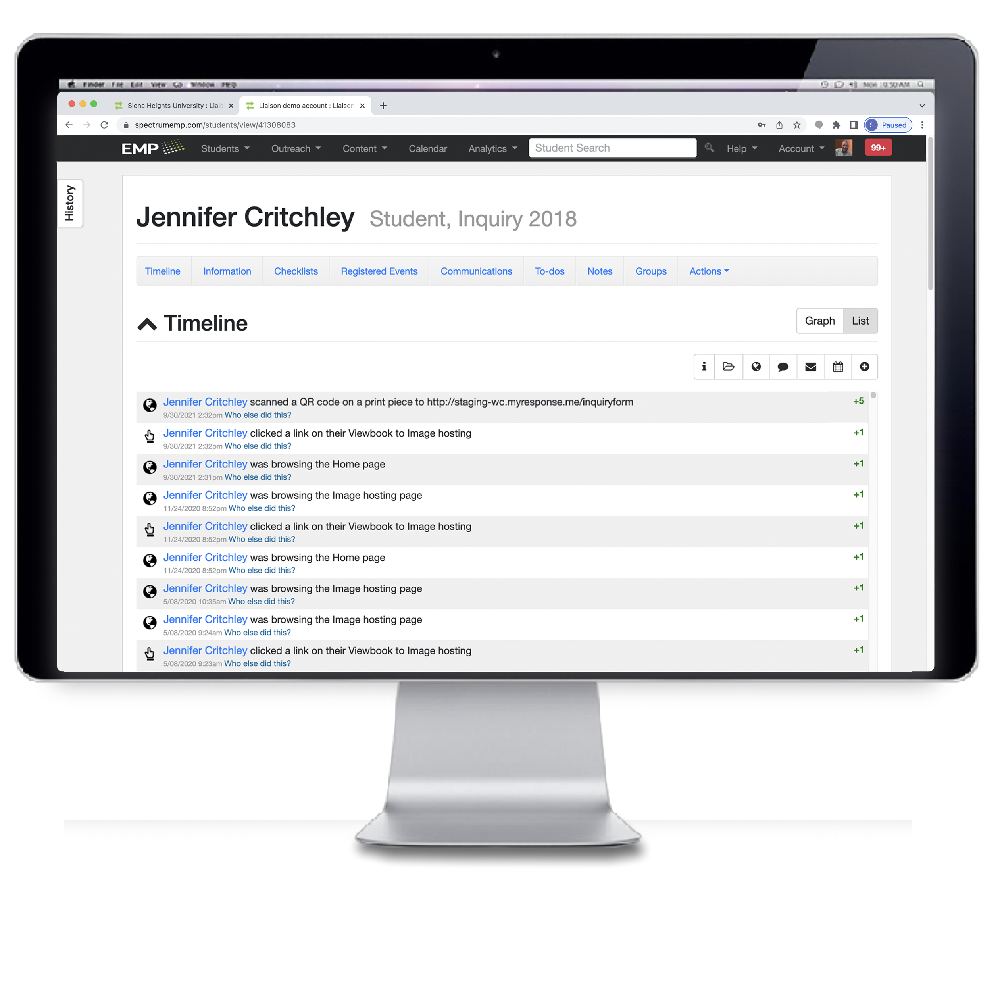 Finder File Edit View Go Window Help
Siena Heights University : Liais
Liaison demo account : Liaison
spectrumemp.com/students/view/41308083
S Paused
EMP Students Outreach Content Calendar Analytics Student Search Help Account 99+
History
Jennifer Critchley Student, Inquiry 2018
Timeline Information Checklists Registered Events Communications To-dos Notes Groups Actions
Timeline
Graph List
Jennifer Critchley scanned a QR code on a print piece to http://staging-wc.myresponse.me/inquiryform +5
9/30/2021 2:32pm Who else did this?
Jennifer Critchley clicked a link on their Viewbook to Image hosting +1
9/30/2021 2:32pm Who else did this?
Jennifer Critchley was browsing the Home page +1
9/30/2021 2:31pm Who else did this?
Jennifer Critchley was browsing the Image hosting page +1
11/24/2020 8:52pm Who else did this?
Jennifer Critchley clicked a link on their Viewbook to Image hosting +1
11/24/2020 8:52pm Who else did this?
Jennifer Critchley was browsing the Home page +1
11/24/2020 8:52pm Who else did this?
Jennifer Critchley was browsing the Image hosting page +1
5/08/2020 10:35am Who else did this?
Jennifer Critchley was browsing the Image hosting page +1
5/08/2020 9:24am Who else did this?
Jennifer Critchley clicked a link on their Viewbook to Image hosting +1
5/08/2020 9:23am Who else did this?